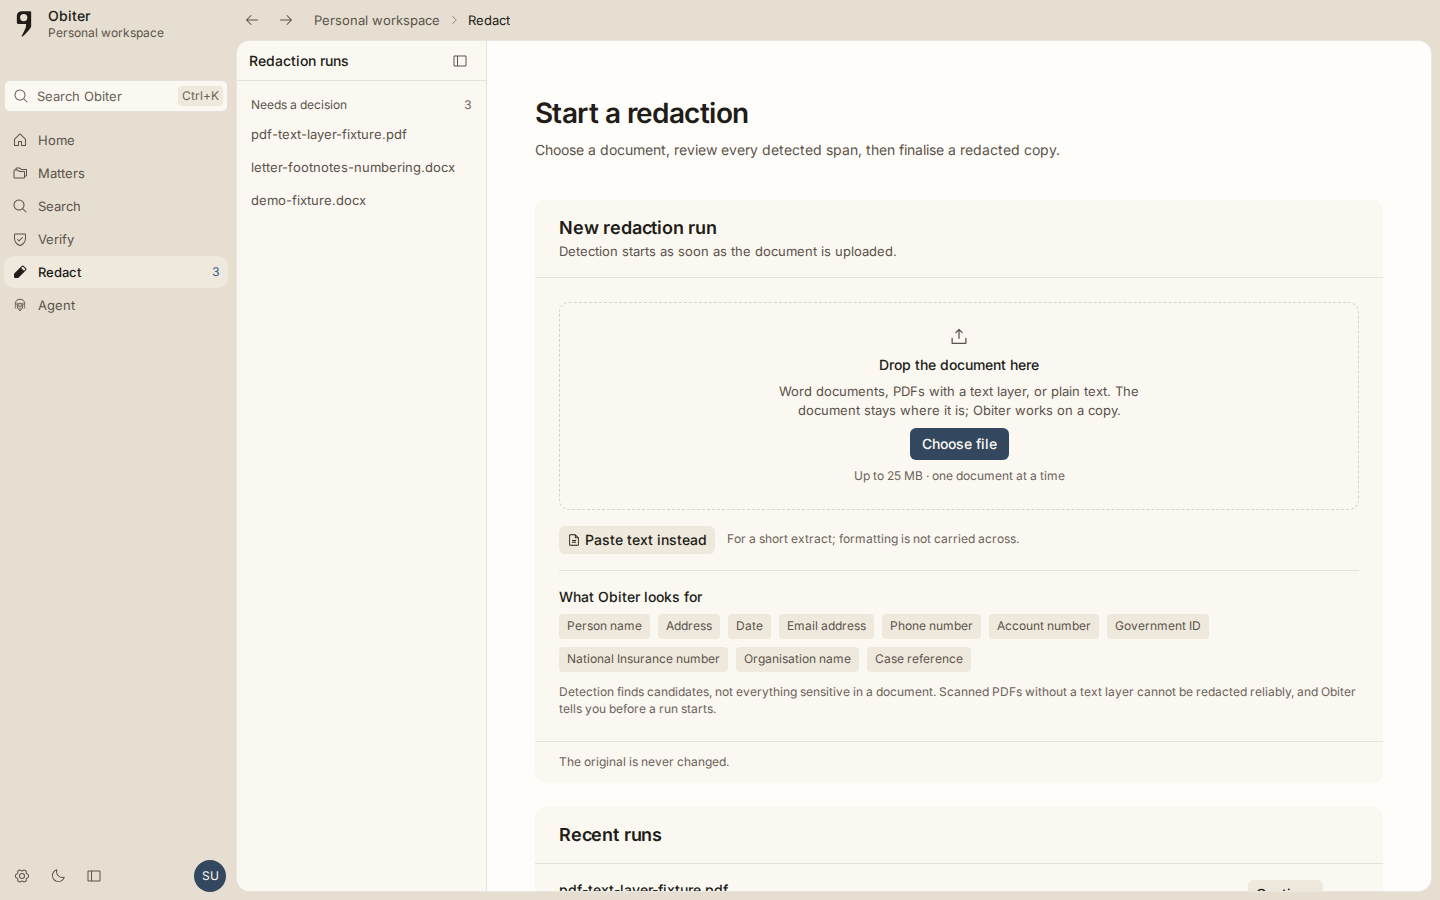 Obiter
Personal workspace
Search Obiter
Ctrl+K
Home
Matters
Search
Verify
Redact
3
Agent
SU
Personal workspace
Redact
Redaction runs
Needs a decision
3
pdf-text-layer-fixture.pdf
letter-footnotes-numbering.docx
demo-fixture.docx
Start a redaction
Choose a document, review every detected span, then finalise a redacted copy.
New redaction run
Detection starts as soon as the document is uploaded.
Drop the document here
Word documents, PDFs with a text layer, or plain text. The
document stays where it is; Obiter works on a copy.
Choose file
Up to 25 MB · one document at a time
Paste text instead
For a short extract; formatting is not carried across.
What Obiter looks for
Person name
Address
Date
Email address
Phone number
Account number
Government ID
National Insurance number
Organisation name
Case reference
Detection finds candidates, not everything sensitive in a document. Scanned PDFs without a text layer cannot be redacted reliably, and Obiter
tells you before a run starts.
The original is never changed.
Recent runs
pdf-text-layer-fixture.pdf